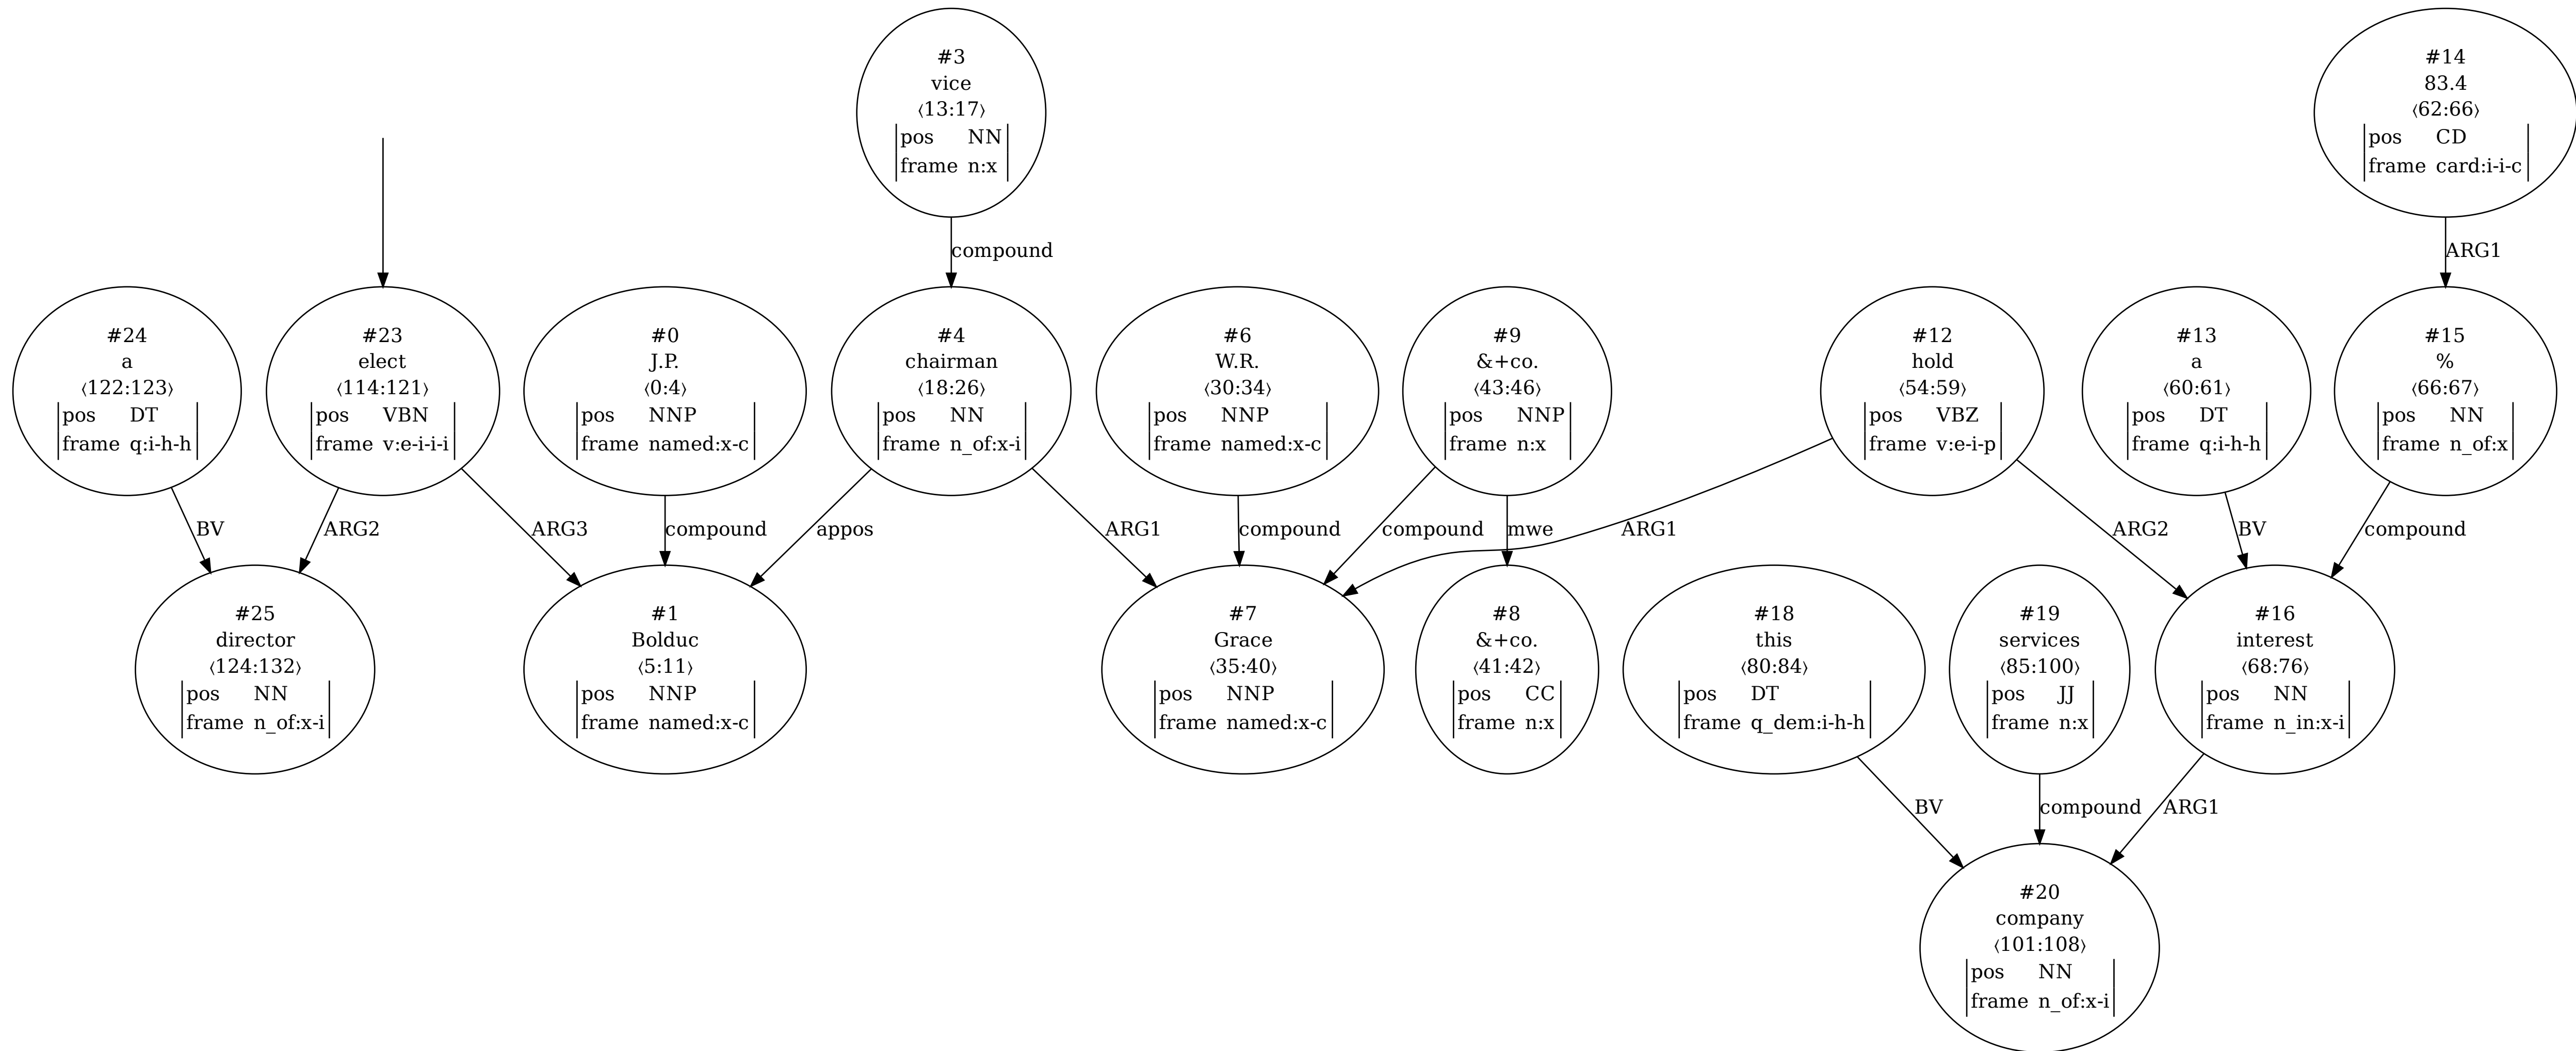 #3
vice
⟨13:17⟩
pos NN
frame n:x
#14
83.4
⟨62:66⟩
pos CD
frame card:i-i-c
compound
ARG1
#24
a
⟨122:123⟩
pos DT
frame q:i-h-h
#23
elect
⟨114:121⟩
pos VBN
frame v:e-i-i-i
#0
J.P.
⟨0:4⟩
pos NNP
frame named:x-c
#4
chairman
⟨18:26⟩
pos NN
frame n_of:x-i
#6
W.R.
⟨30:34⟩
pos NNP
frame named:x-c
#9
&+co.
⟨43:46⟩
pos NNP
frame n:x
#12
hold
⟨54:59⟩
pos VBZ
frame v:e-i-p
#13
a
⟨60:61⟩
pos DT
frame q:i-h-h
#15
%
⟨66:67⟩
pos NN
frame n_of:x
BV
ARG2
ARG3
compound
appos
ARG1
compound
compound
mwe
ARG1
ARG2
BV
compound
#25
director
⟨124:132⟩
pos NN
frame n_of:x-i
#1
Bolduc
⟨5:11⟩
pos NNP
frame named:x-c
#7
Grace
⟨35:40⟩
pos NNP
frame named:x-c
#8
&+co.
⟨41:42⟩
pos CC
frame n:x
#18
this
⟨80:84⟩
pos DT
frame q_dem:i-h-h
#19
services
⟨85:100⟩
pos JJ
frame n:x
#16
interest
⟨68:76⟩
pos NN
frame n_in:x-i
BV
compound
ARG1
#20
company
⟨101:108⟩
pos NN
frame n_of:x-i